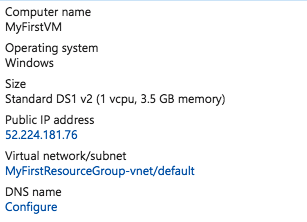 Computer name
MyFirstVM
Operating system
Windows
Size
Standard DS1 v2 (1 vcpu, 3.5 GB memory)
Public IP address
52.224.181.76
Virtual network/subnet
MyFirstResourceGroup-vnet/default
DNS name
Configure